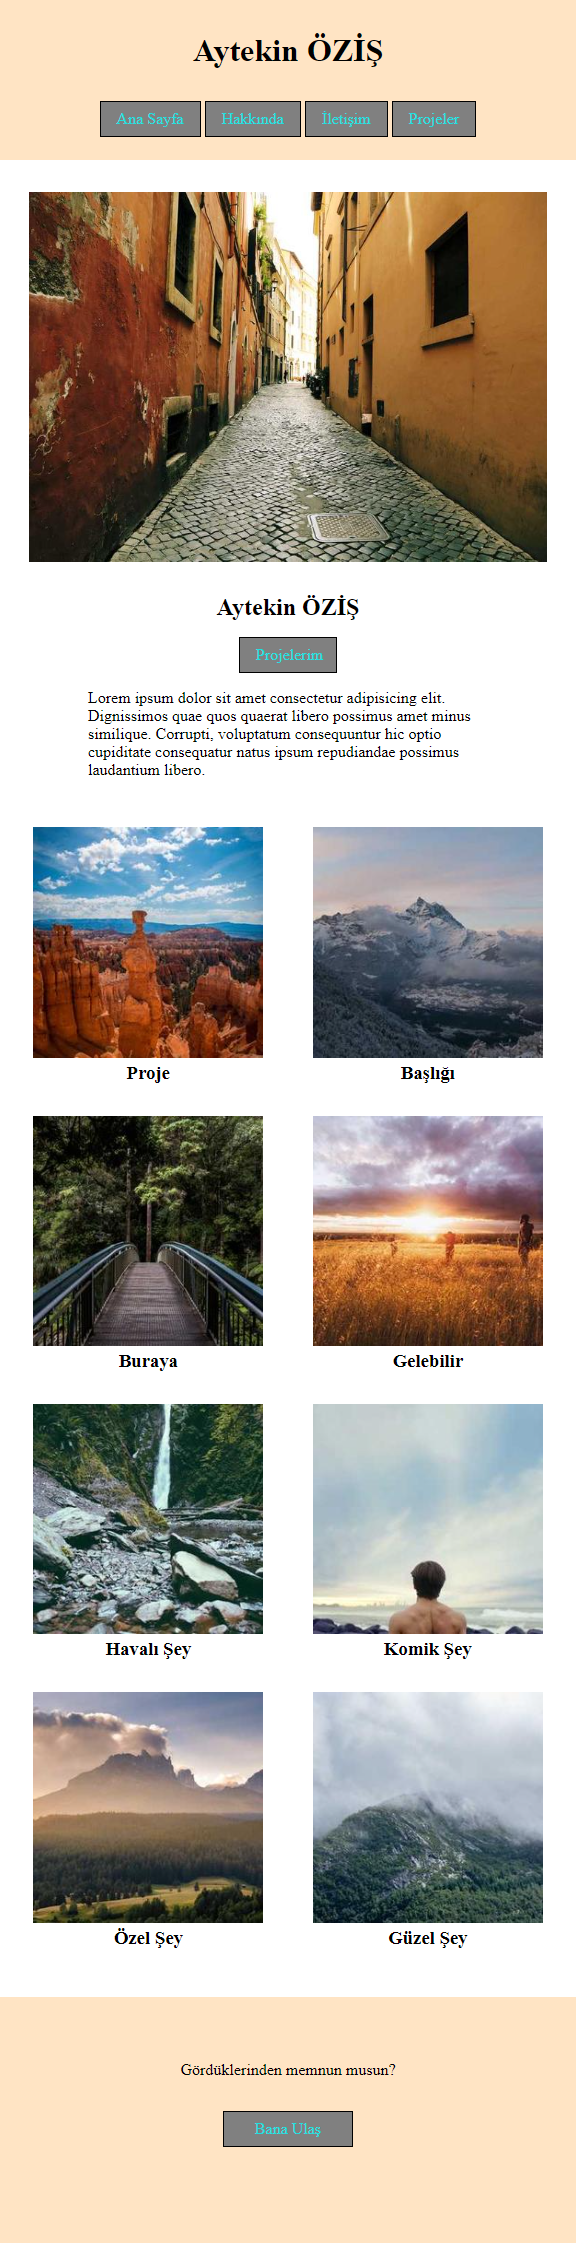 Aytekin ÖZİŞ
Ana Sayfa Hakkında İletişim Projeler
Aytekin ÖZİŞ
Projelerim
Lorem ipsum dolor sit amet consectetur adipisicing elit.
Dignissimos quae quos quaerat libero possimus amet minus
similique. Corrupti, voluptatum consequuntur hic optio
cupiditate consequatur natus ipsum repudiandae possimus
laudantium libero.
Proje Başlığı
Buraya Gelebilir
Havalı Şey Komik Şey
Özel Şey Güzel Şey
Gördüklerinden memnun musun?
Bana Ulaş